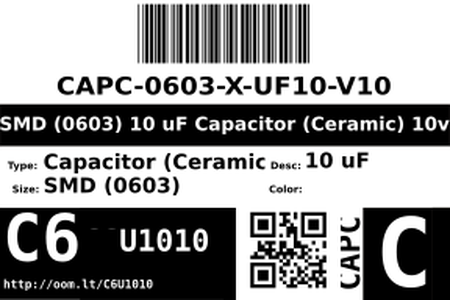 CAPC-0603-X-UF10-V10
SMD (0603) 10 uF Capacitor (Ceramic) 10v
Type: Capacitor (Ceramic Desc: 10 uF
Size: SMD (0603) Color:
C6 U1010
CAPC
C
http://oom.lt/C6U1010